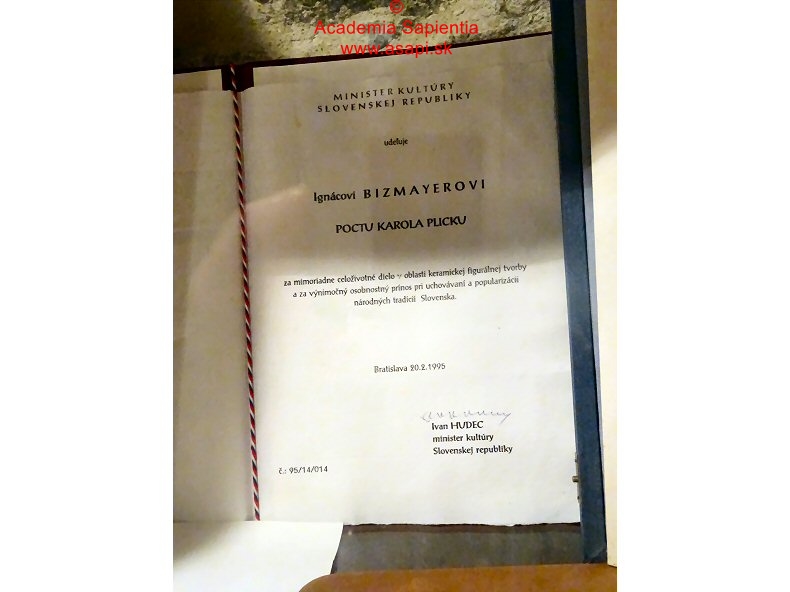 ©
Academia Sapientia
www.asapi.sk
MINISTER KULTÚRY
SLOVENSKEJ REPUBLIKY
udeľuje
Ignácovi BIZMAYEROVI
POCTU KAROLA PLICKU
za mimoriadne celoživotné dielo v oblasti keramickej figurálnej tvorby
a za výnimočný osobnostný prínos pri uchovávaní a popularizácii
národných tradícií Slovenska.
Bratislava 20.2.1995
Ivan HUDEC
minister kultúry
Slovenskej republiky
č.: 95/14/014